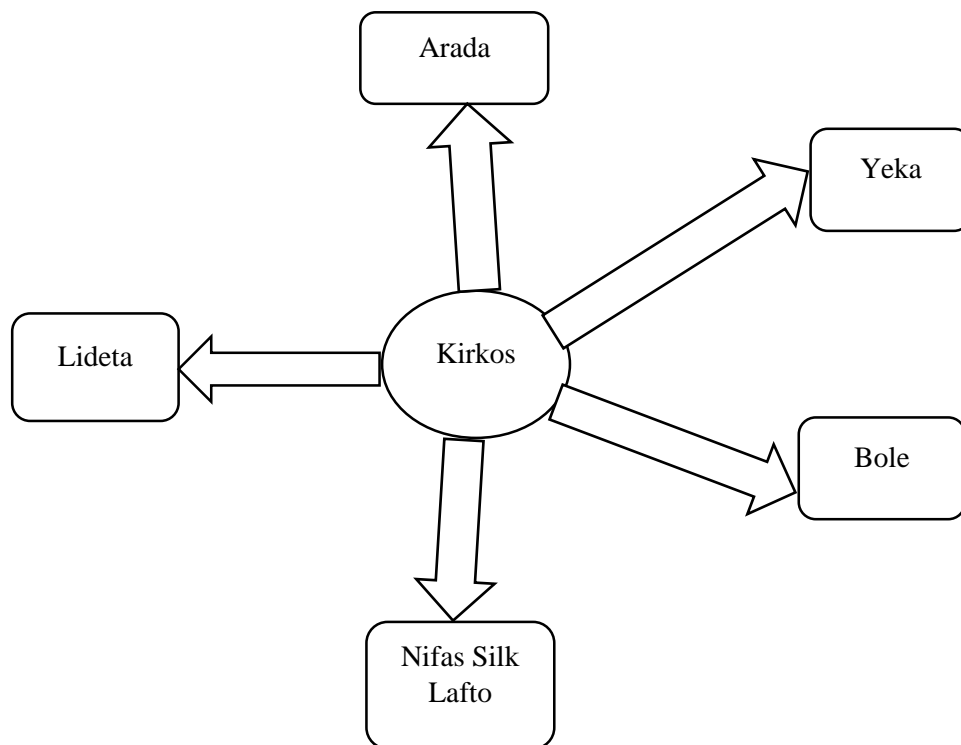 Arada
Yeka
Kirkos
Lideta
Bole
Nifas Silk
Lafto